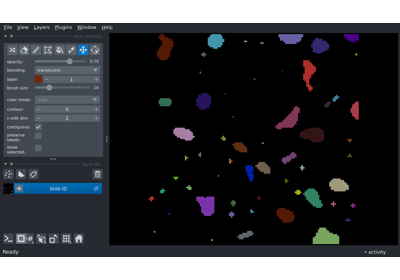 File View Layers Plugins Window Help
opacity: 0.70
blending: translucent
label: 1
brush size: 10
color mode:
contour: 0
n edit dim: 2
contiguous:
preserve labels:
show selected:
blob ID
Ready activity